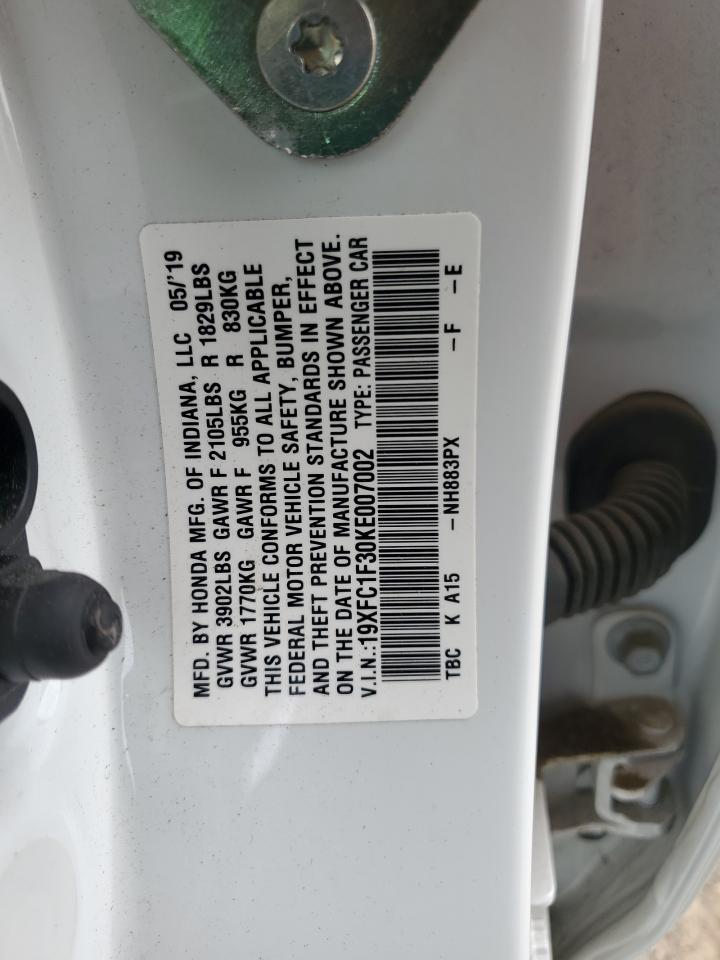 MFD. BY HONDA MFG. OF INDIANA, LLC 05/'19
GVWR 3902LBS GAWR F 2105LBS R 1829LBS
GVWR 1770KG GAWR F 955KG R 830KG
THIS VEHICLE CONFORMS TO ALL APPLICABLE
FEDERAL MOTOR VEHICLE SAFETY, BUMPER,
AND THEFT PREVENTION STANDARDS IN EFFECT
ON THE DATE OF MANUFACTURE SHOWN ABOVE.
V.I.N.:19XFC1F30KE007002 TYPE: PASSENGER CAR
TBC K A15 -NH883PX -F -E